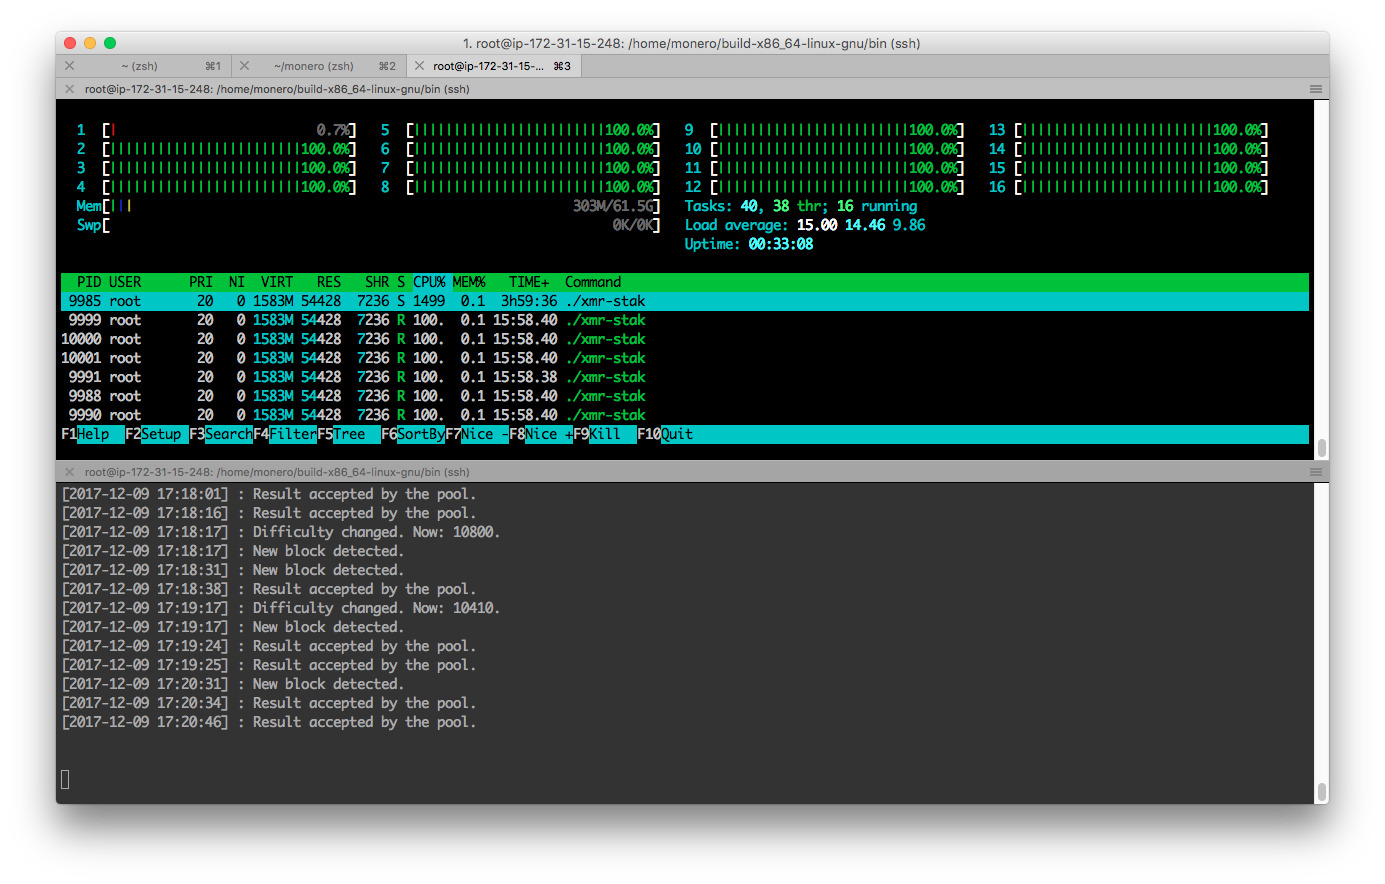 1. root@ip-172-31-15-248: /home/monero/build-x86_64-linux-gnu/bin (ssh)
~ (zsh) ⌘1 ~/monero (zsh) ⌘2 root@ip-172-31-15-... ⌘3
root@ip-172-31-15-248: /home/monero/build-x86_64-linux-gnu/bin (ssh)
1 [| 0.7%] 5 [||||||||||||||||||||||||100.0%] 9 [||||||||||||||||||||||||100.0%] 13 [||||||||||||||||||||||||100.0%]
2 [||||||||||||||||||||||||100.0%] 6 [||||||||||||||||||||||||100.0%] 10 [||||||||||||||||||||||||100.0%] 14 [||||||||||||||||||||||||100.0%]
3 [||||||||||||||||||||||||100.0%] 7 [||||||||||||||||||||||||100.0%] 11 [||||||||||||||||||||||||100.0%] 15 [||||||||||||||||||||||||100.0%]
4 [||||||||||||||||||||||||100.0%] 8 [||||||||||||||||||||||||100.0%] 12 [||||||||||||||||||||||||100.0%] 16 [||||||||||||||||||||||||100.0%]
Mem[||| 303M/61.5G] Tasks: 40, 38 thr; 16 running
Swp[ 0K/0K] Load average: 15.00 14.46 9.86
Uptime: 00:33:08
PID USER PRI NI VIRT RES SHR S CPU% MEM% TIME+ Command
9985 root 20 0 1583M 54428 7236 S 1499 0.1 3h59:36 ./xmr-stak
9999 root 20 0 1583M 54428 7236 R 100. 0.1 15:58.40 ./xmr-stak
10000 root 20 0 1583M 54428 7236 R 100. 0.1 15:58.40 ./xmr-stak
10001 root 20 0 1583M 54428 7236 R 100. 0.1 15:58.40 ./xmr-stak
9991 root 20 0 1583M 54428 7236 R 100. 0.1 15:58.38 ./xmr-stak
9988 root 20 0 1583M 54428 7236 R 100. 0.1 15:58.40 ./xmr-stak
9990 root 20 0 1583M 54428 7236 R 100. 0.1 15:58.40 ./xmr-stak
F1Help F2Setup F3SearchF4FilterF5Tree F6SortByF7Nice -F8Nice +F9Kill F10Quit
root@ip-172-31-15-248: /home/monero/build-x86_64-linux-gnu/bin (ssh)
[2017-12-09 17:18:01] : Result accepted by the pool.
[2017-12-09 17:18:16] : Result accepted by the pool.
[2017-12-09 17:18:17] : Difficulty changed. Now: 10800.
[2017-12-09 17:18:17] : New block detected.
[2017-12-09 17:18:31] : New block detected.
[2017-12-09 17:18:38] : Result accepted by the pool.
[2017-12-09 17:19:17] : Difficulty changed. Now: 10410.
[2017-12-09 17:19:17] : New block detected.
[2017-12-09 17:19:24] : Result accepted by the pool.
[2017-12-09 17:19:25] : Result accepted by the pool.
[2017-12-09 17:20:31] : New block detected.
[2017-12-09 17:20:34] : Result accepted by the pool.
[2017-12-09 17:20:46] : Result accepted by the pool.